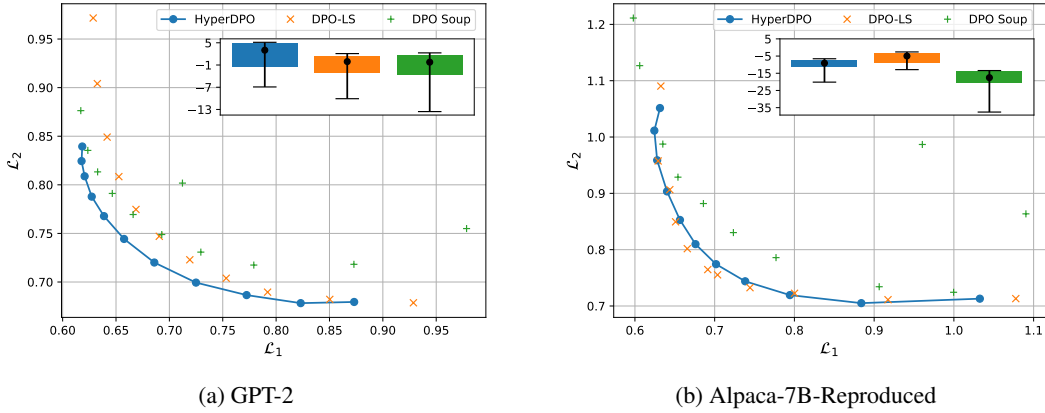 HyperDPO DPO-LS DPO Soup
0.95
0.90
0.85
0.80
0.75
0.70
ℒ₂
5
−1
−7
−13
0.60 0.65 0.70 0.75 0.80 0.85 0.90 0.95
ℒ₁
(a) GPT-2
HyperDPO DPO-LS DPO Soup
1.2
1.1
1.0
0.9
0.8
0.7
ℒ₂
5
−5
−15
−25
−35
0.6 0.7 0.8 0.9 1.0 1.1
ℒ₁
(b) Alpaca-7B-Reproduced